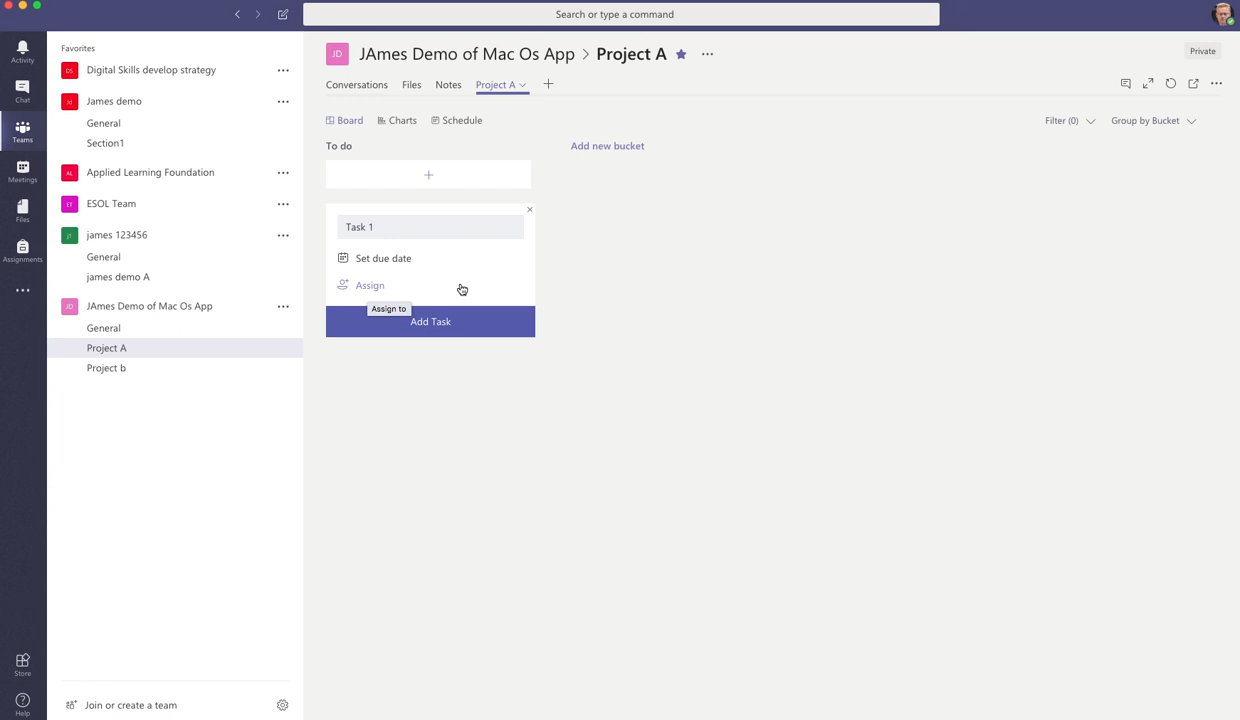 Search or type a command
Activity
Chat
Teams
Meetings
Files
Assignments
Store
Help
Favorites
DS Digital Skills develop strategy
Jd James demo
General
Section1
AL Applied Learning Foundation
ET ESOL Team
j1 james 123456
General
james demo A
JD JAmes Demo of Mac Os App
General
Project A
Project b
Join or create a team
JD JAmes Demo of Mac Os App > Project A
Private
Conversations Files Notes Project A
Board Charts Schedule
Filter (0) Group by Bucket
To do
Add new bucket
Task 1
Set due date
Assign
Assign to
Add Task